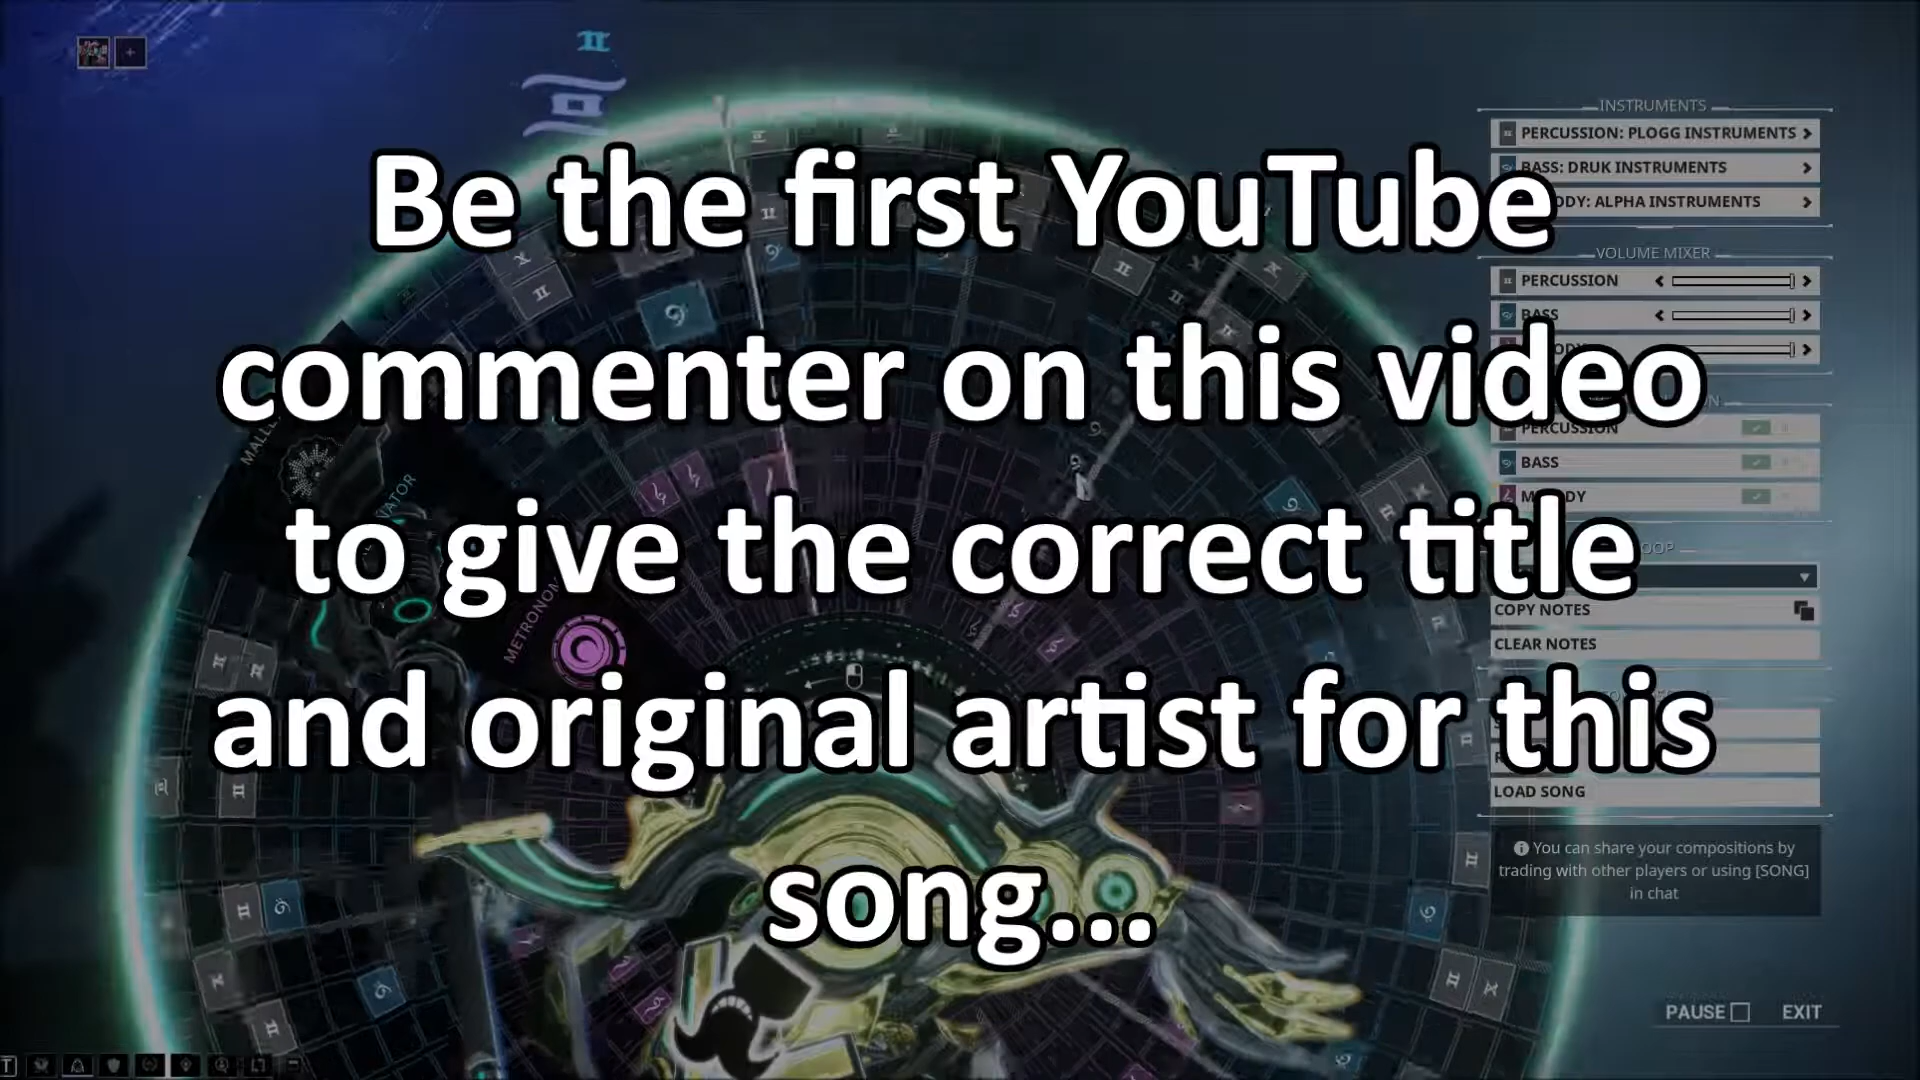 Be the first YouTube
commenter on this video
to give the correct title
and original artist for this
song...
INSTRUMENTS
PERCUSSION: PLOGG INSTRUMENTS
BASS: DRUK INSTRUMENTS
ALPHA INSTRUMENTS
VOLUME MIXER
PERCUSSION
BASS
PERCUSSION
BASS
COPY NOTES
CLEAR NOTES
LOAD SONG
You can share your compositions by
trading with other players or using [SONG]
in chat
PAUSE
EXIT